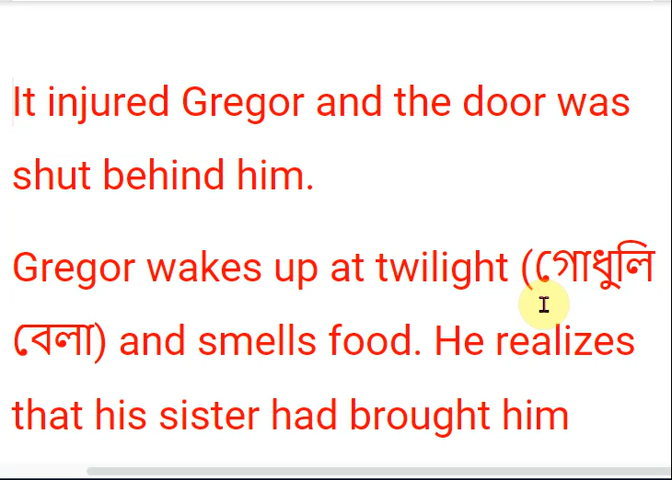 It injured Gregor and the door was
shut behind him.
Gregor wakes up at twilight (গোধুলি
বেলা) and smells food. He realizes
that his sister had brought him